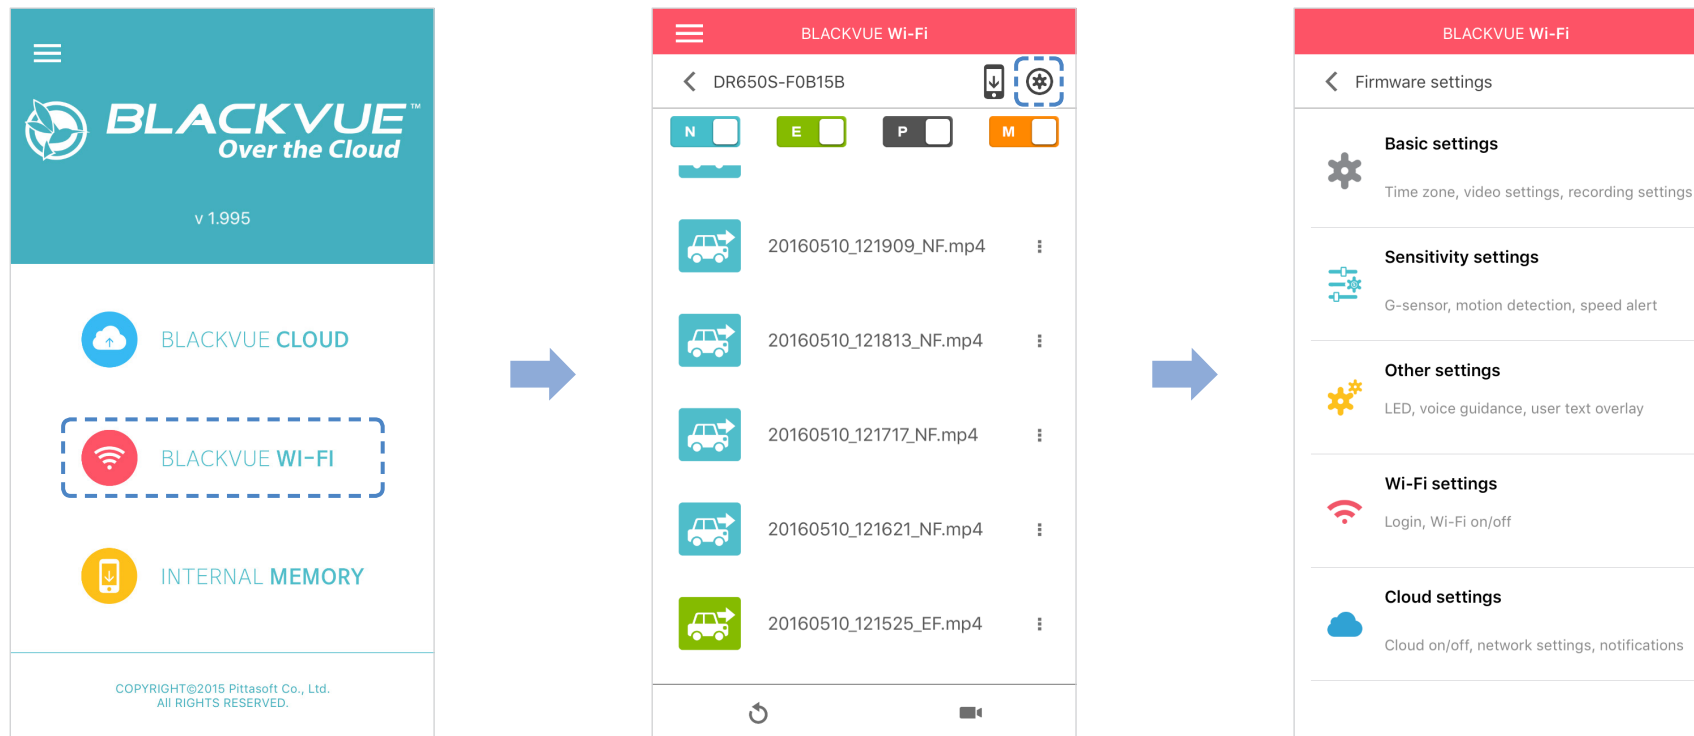 BLACKVUE™
Over the Cloud
v 1.995
BLACKVUE CLOUD
BLACKVUE WI-FI
INTERNAL MEMORY
COPYRIGHT©2015 Pittasoft Co., Ltd.
All RIGHTS RESERVED.
BLACKVUE Wi-Fi
DR650S-F0B15B
N E P M
20160510_121909_NF.mp4
20160510_121813_NF.mp4
20160510_121717_NF.mp4
20160510_121621_NF.mp4
20160510_121525_EF.mp4
BLACKVUE Wi-Fi
Firmware settings
Basic settings
Time zone, video settings, recording settings
Sensitivity settings
G-sensor, motion detection, speed alert
Other settings
LED, voice guidance, user text overlay
Wi-Fi settings
Login, Wi-Fi on/off
Cloud settings
Cloud on/off, network settings, notifications